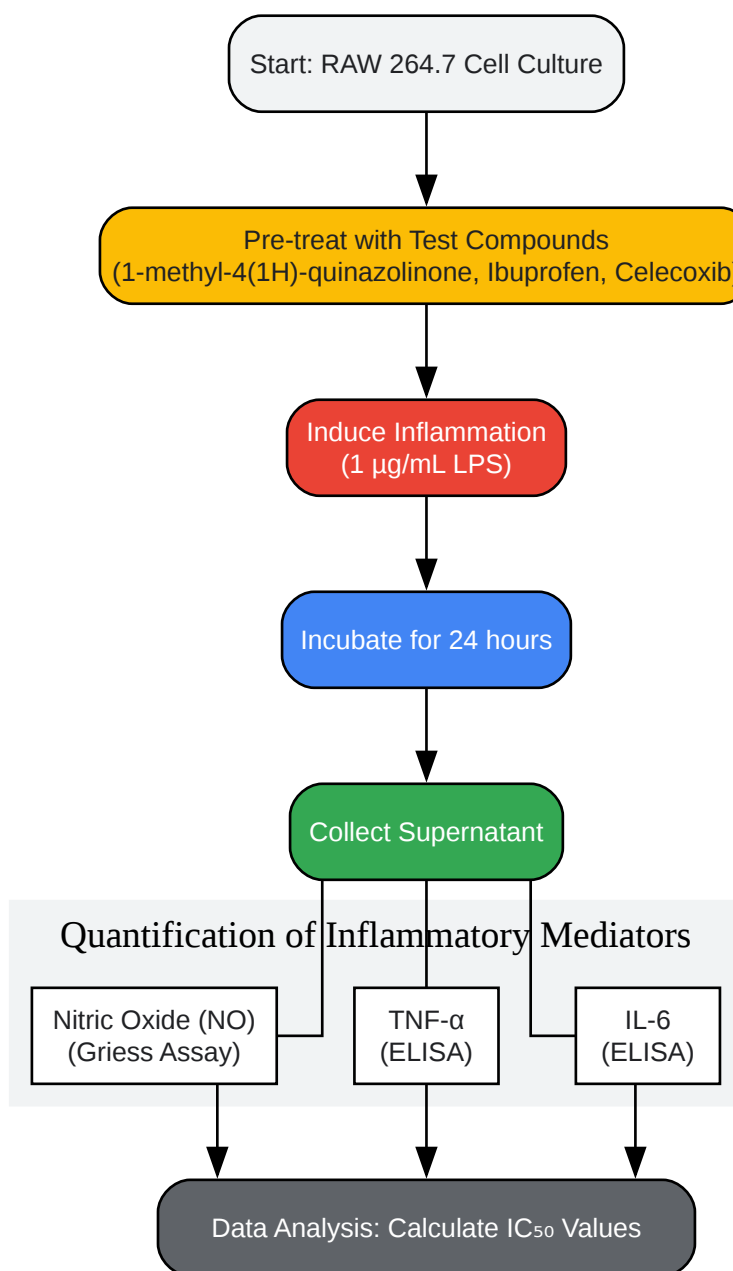 Start: RAW 264.7 Cell Culture
Pre-treat with Test Compounds
(1-methyl-4(1H)-quinazolinone, Ibuprofen, Celecoxib)
Induce Inflammation
(1 µg/mL LPS)
Incubate for 24 hours
Collect Supernatant
Quantification of Inflammatory Mediators
Nitric Oxide (NO)
(Griess Assay)
TNF-α
(ELISA)
IL-6
(ELISA)
Data Analysis: Calculate IC₅₀ Values